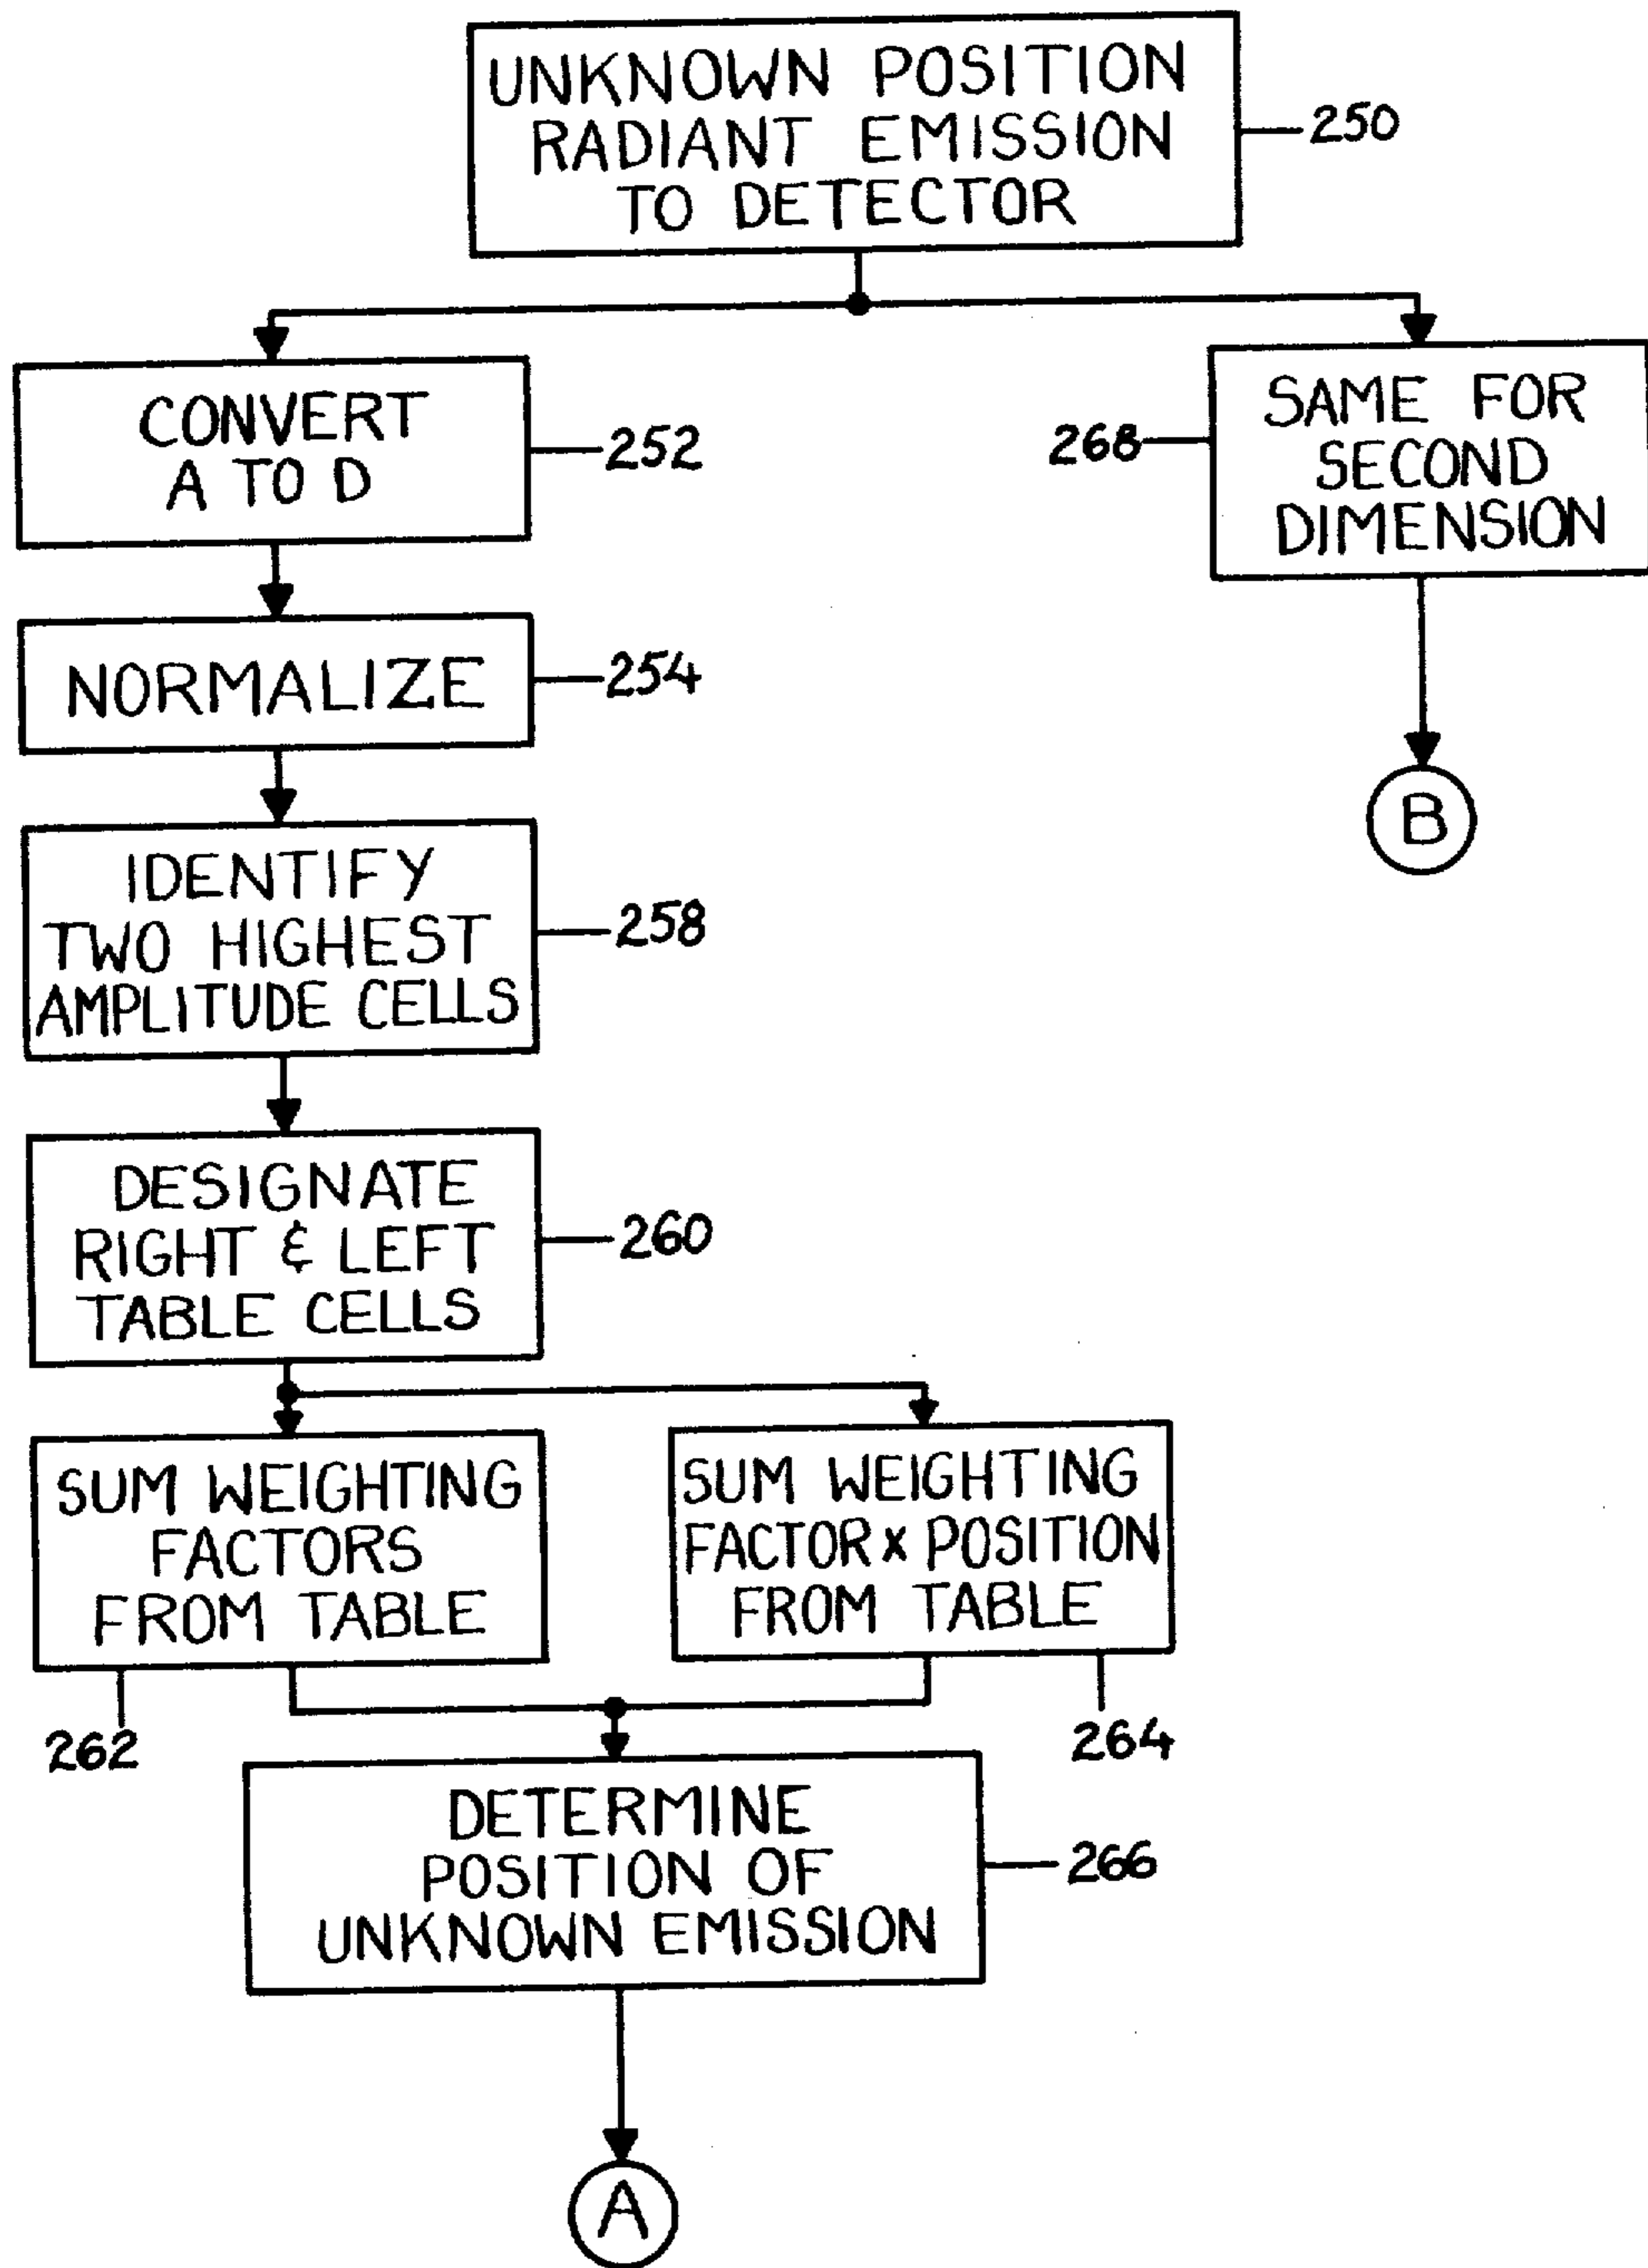 UNKNOWN POSITION
RADIANT EMISSION
TO DETECTOR
250
CONVERT
A TO D
252
268
SAME FOR
SECOND
DIMENSION
NORMALIZE
254
B
IDENTIFY
TWO HIGHEST
AMPLITUDE CELLS
258
DESIGNATE
RIGHT & LEFT
TABLE CELLS
260
SUM WEIGHTING
FACTORS
FROM TABLE
262
SUM WEIGHTING
FACTOR X POSITION
FROM TABLE
264
DETERMINE
POSITION OF
UNKNOWN EMISSION
266
A